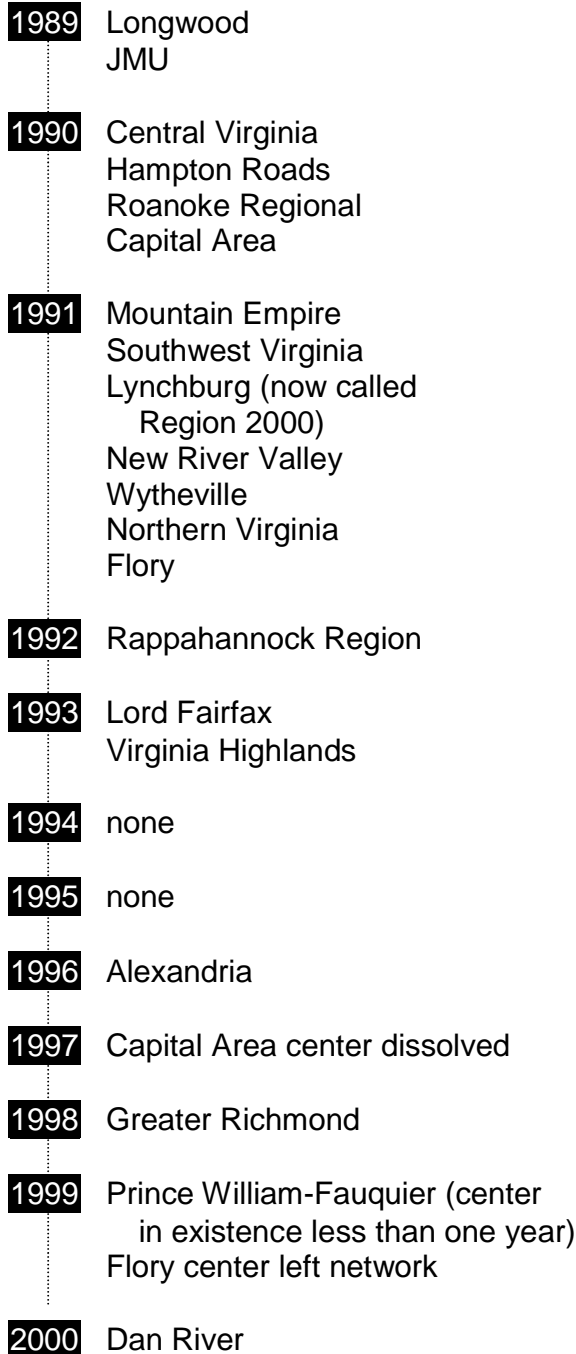 1989 Longwood
JMU
1990 Central Virginia
Hampton Roads
Roanoke Regional
Capital Area
1991 Mountain Empire
Southwest Virginia
Lynchburg (now called
Region 2000)
New River Valley
Wytheville
Northern Virginia
Flory
1992 Rappahannock Region
1993 Lord Fairfax
Virginia Highlands
1994 none
1995 none
1996 Alexandria
1997 Capital Area center dissolved
1998 Greater Richmond
1999 Prince William-Fauquier (center
in existence less than one year)
Flory center left network
2000 Dan River